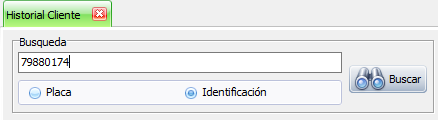 Historial Cliente
Busqueda
79880174
Buscar
Placa
Identificación